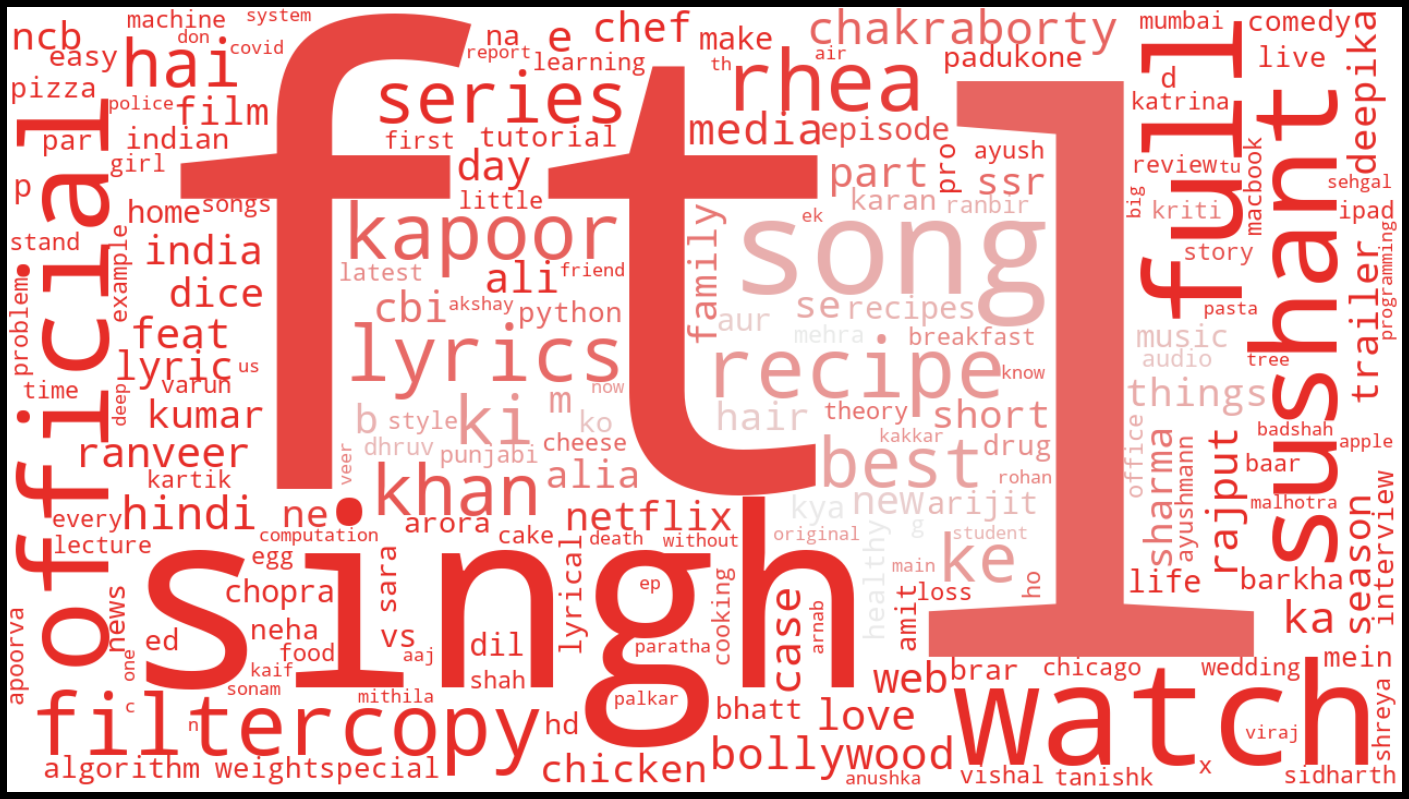 machine
system
ncb
don
covid
easy
hai
na
e
chef
make
report
learning
th
air
chakraborty
padukone
mumbai
comedy
live
pizza
police
film
series
rhea
d
katrina
par
indian
first
tutorial
media
episode
full
deepika
girl
day
part
pro
ayush
review
tu
p
official
home
songs
little
ssr
karan
ranbir
big
kriti
macbook
sehgal
ipad
stand
india
kapoor
ft
l
song
ek
story
sushant
trailer
programming
example
latest
ali
friend
family
problem
dice
cbi
akshay
python
se
recipes
pasta
feat
aur
mehra
breakfast
music
audio
tree
lyric
us
lyrics
recipe
know
time
varun
deep
now
things
kumar
b
style
ki
m
ko
hair
theory
short
badshah
apple
ranveer
dhruv
punjabi
cheese
kakkar
drug
office
sharma
ayushmann
rajput
baar
kartik
veer
khan
alia
best
rohan
malhotra
every
hindi
ne
arora
cake
netflix
kya
new
arijit
season
interview
lecture
computation
death
without
original
g
student
singh
egg
sara
lyrical
healthy
main
ke
ho
life
barkha
news
chopra
ep
cooking
case
arnab
amit
loss
ka
apoorva
ed
neha
vs
dil
paratha
one
kaif
food
aaj
shah
web
brar
chicago
wedding
mein
sonam
mithila
palkar
c
n
filtercopy
hd
bhatt
love
watch
viraj
shreya
algorithm
weight
special
chicken
bollywood
anushka
vishal
tanishk
x
sidharth